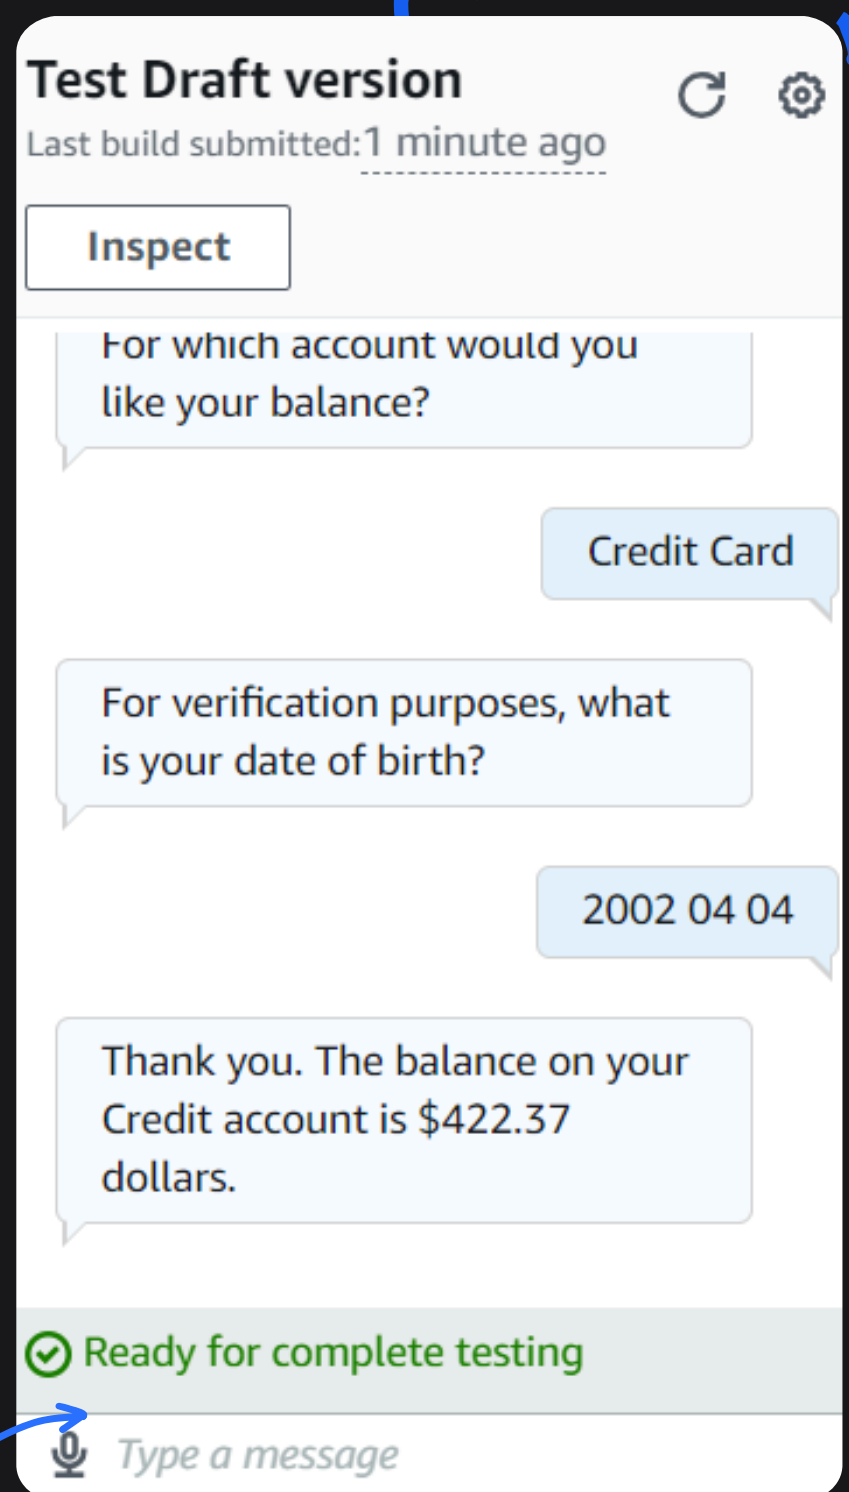 Test Draft version
Last build submitted:1 minute ago
Inspect
For which account would you
like your balance?
Credit Card
For verification purposes, what
is your date of birth?
2002 04 04
Thank you. The balance on your
Credit account is $422.37
dollars.
Ready for complete testing
Type a message